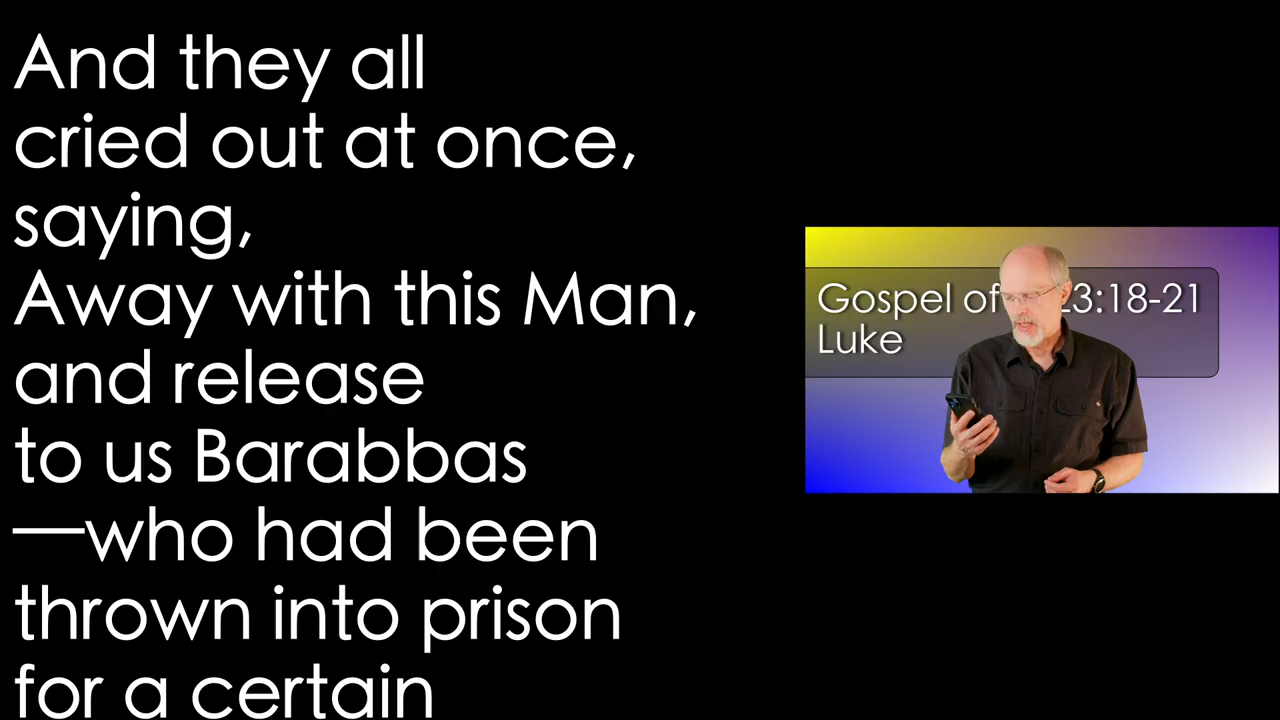 And they all
cried out at once,
saying,
Away with this Man,
and release
to us Barabbas
—who had been
thrown into prison
for a certain
Gospel of 23:18-21
Luke